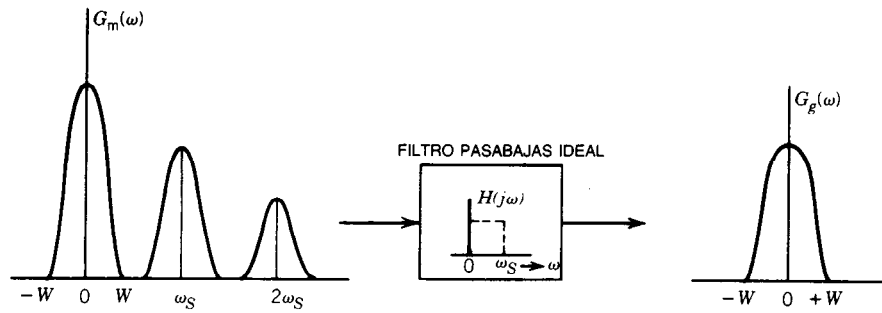 G_m(ω)
-W 0 W ω_S 2ω_S
FILTRO PASABAJAS IDEAL
H(jω)
0 ω_S → ω
G_g(ω)
-W 0 +W